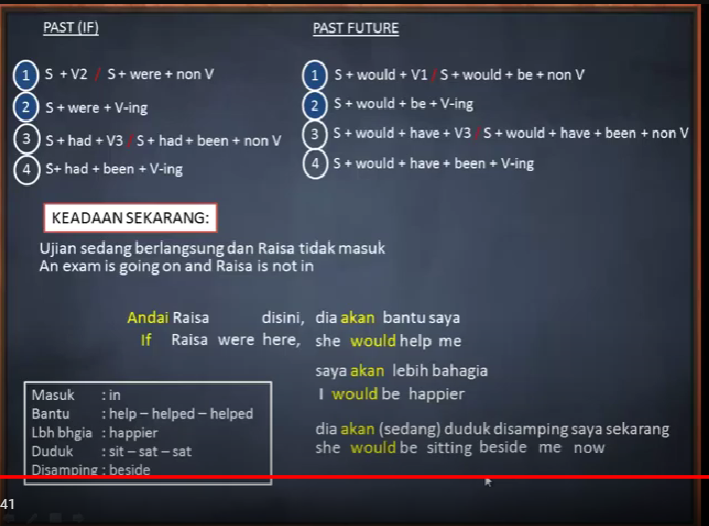 PAST (IF)
1 S + V2 / S + were + non V
2 S + were + V-ing
3 S + had + V3 / S + had + been + non V
4 S+ had + been + V-ing
PAST FUTURE
1 S + would + V1 / S + would + be + non V
2 S + would + be + V-ing
3 S + would + have + V3 / S + would + have + been + non V
4 S + would + have + been + V-ing
KEADAAN SEKARANG:
Ujian sedang berlangsung dan Raisa tidak masuk
An exam is going on and Raisa is not in
Andai Raisa disini, dia akan bantu saya
If Raisa were here, she would help me
saya akan lebih bahagia
I would be happier
dia akan (sedang) duduk disamping saya sekarang
she would be sitting beside me now
Masuk : in
Bantu : help – helped – helped
Lbh bhgia : happier
Duduk : sit – sat – sat
Disamping : beside
41